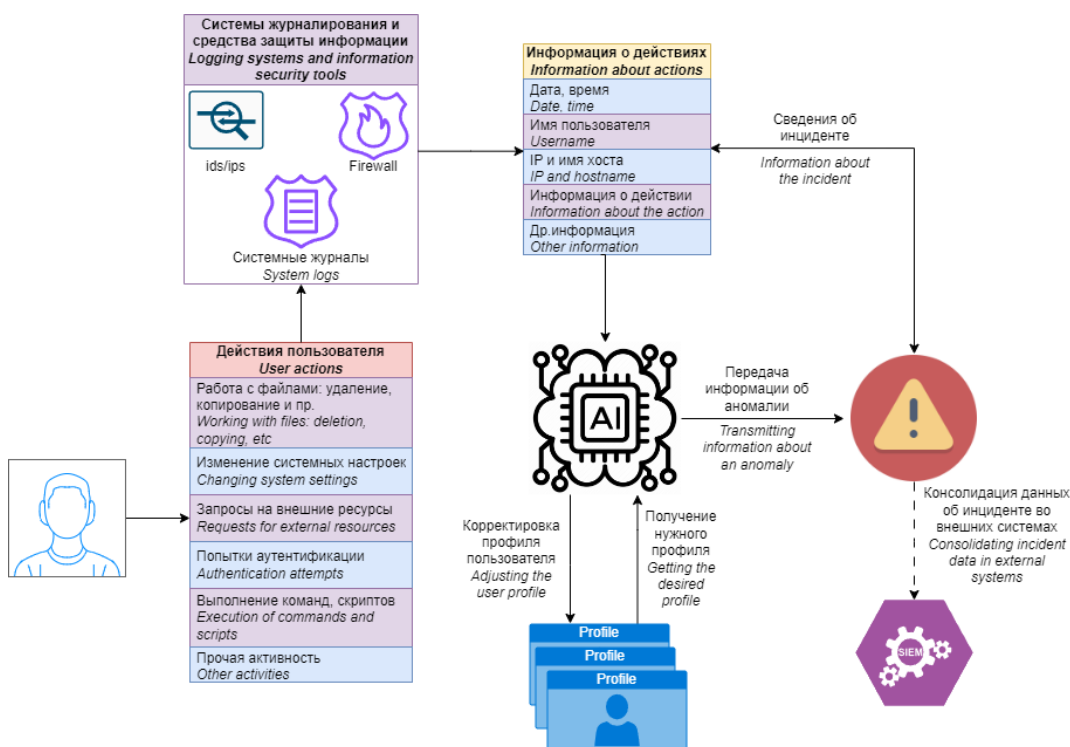 Системы журналирования и
средства защиты информации
Logging systems and information
security tools
ids/ips
Firewall
Системные журналы
System logs
Информация о действиях
Information about actions
Дата, время
Date, time
Имя пользователя
Username
IP и имя хоста
IP and hostname
Информация о действии
Information about the action
Др.информация
Other information
Сведения об
инциденте
Information about
the incident
Действия пользователя
User actions
Работа с файлами: удаление,
копирование и пр.
Working with files: deletion,
copying, etc
Изменение системных настроек
Changing system settings
Запросы на внешние ресурсы
Requests for external resources
Попытки аутентификации
Authentication attempts
Выполнение команд, скриптов
Execution of commands and
scripts
Прочая активность
Other activities
AI
Передача
информации об
аномалии
Transmitting
information about
an anomaly
Корректировка
профиля
пользователя
Adjusting the
user profile
Получение
нужного
профиля
Getting the
desired
profile
Profile
Profile
Profile
Консолидация данных
об инциденте во
внешних системах
Consolidating incident
data in external
systems
SIEM